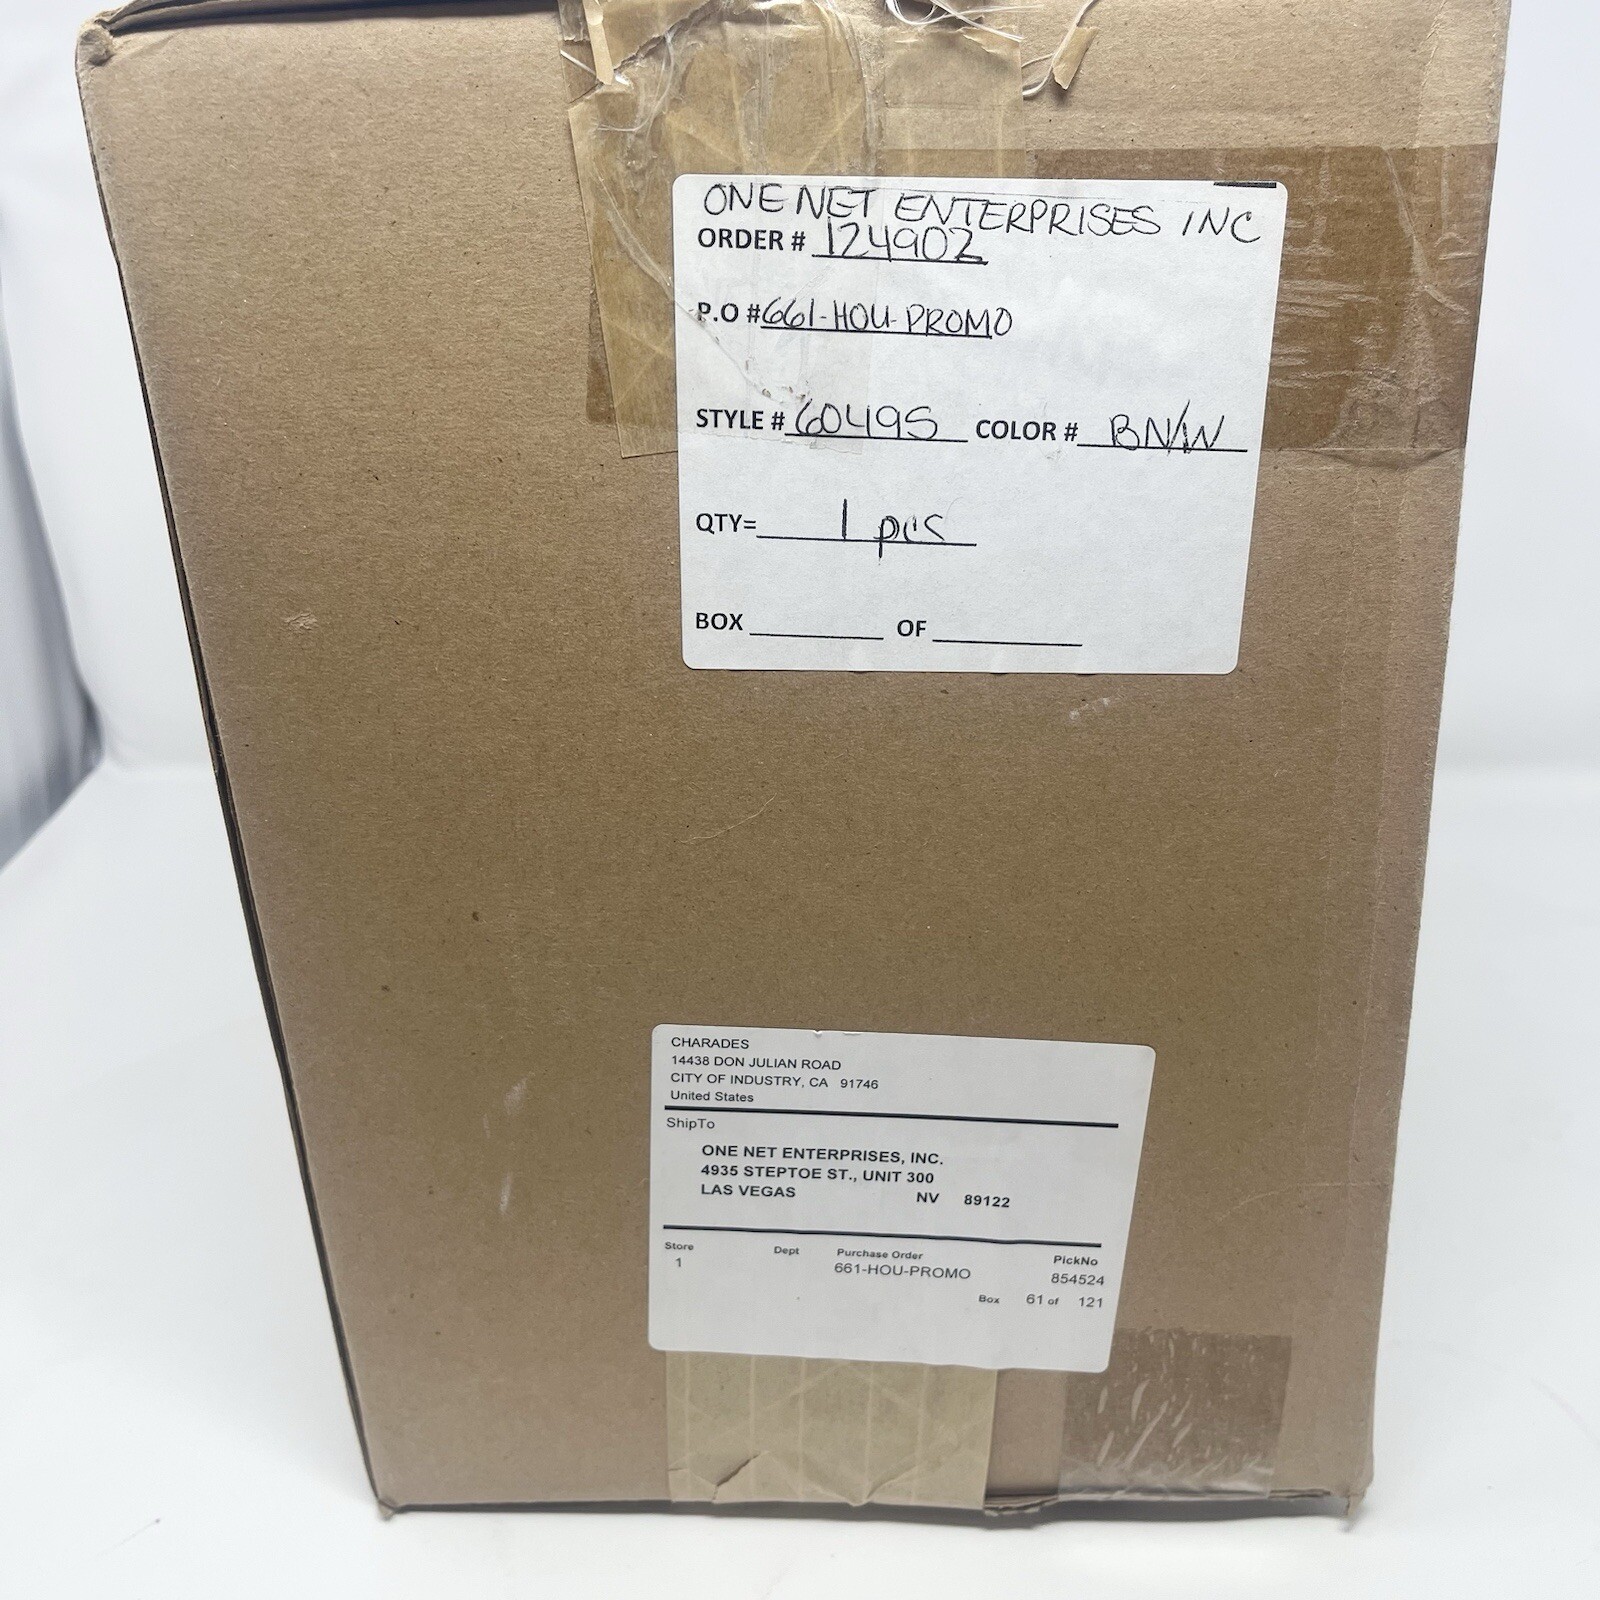 ONE NET ENTERPRISES INC
ORDER # 124902
P.O #661-HOU-PROMO
STYLE # 60495 COLOR # BN/W
QTY= 1 pcs
BOX ____ OF ____
CHARADES
14438 DON JULIAN ROAD
CITY OF INDUSTRY, CA 91746
United States
ShipTo
ONE NET ENTERPRISES, INC.
4935 STEPTOE ST., UNIT 300
LAS VEGAS NV 89122
Store Dept Purchase Order PickNo
1 661-HOU-PROMO 854524
Box 61 of 121